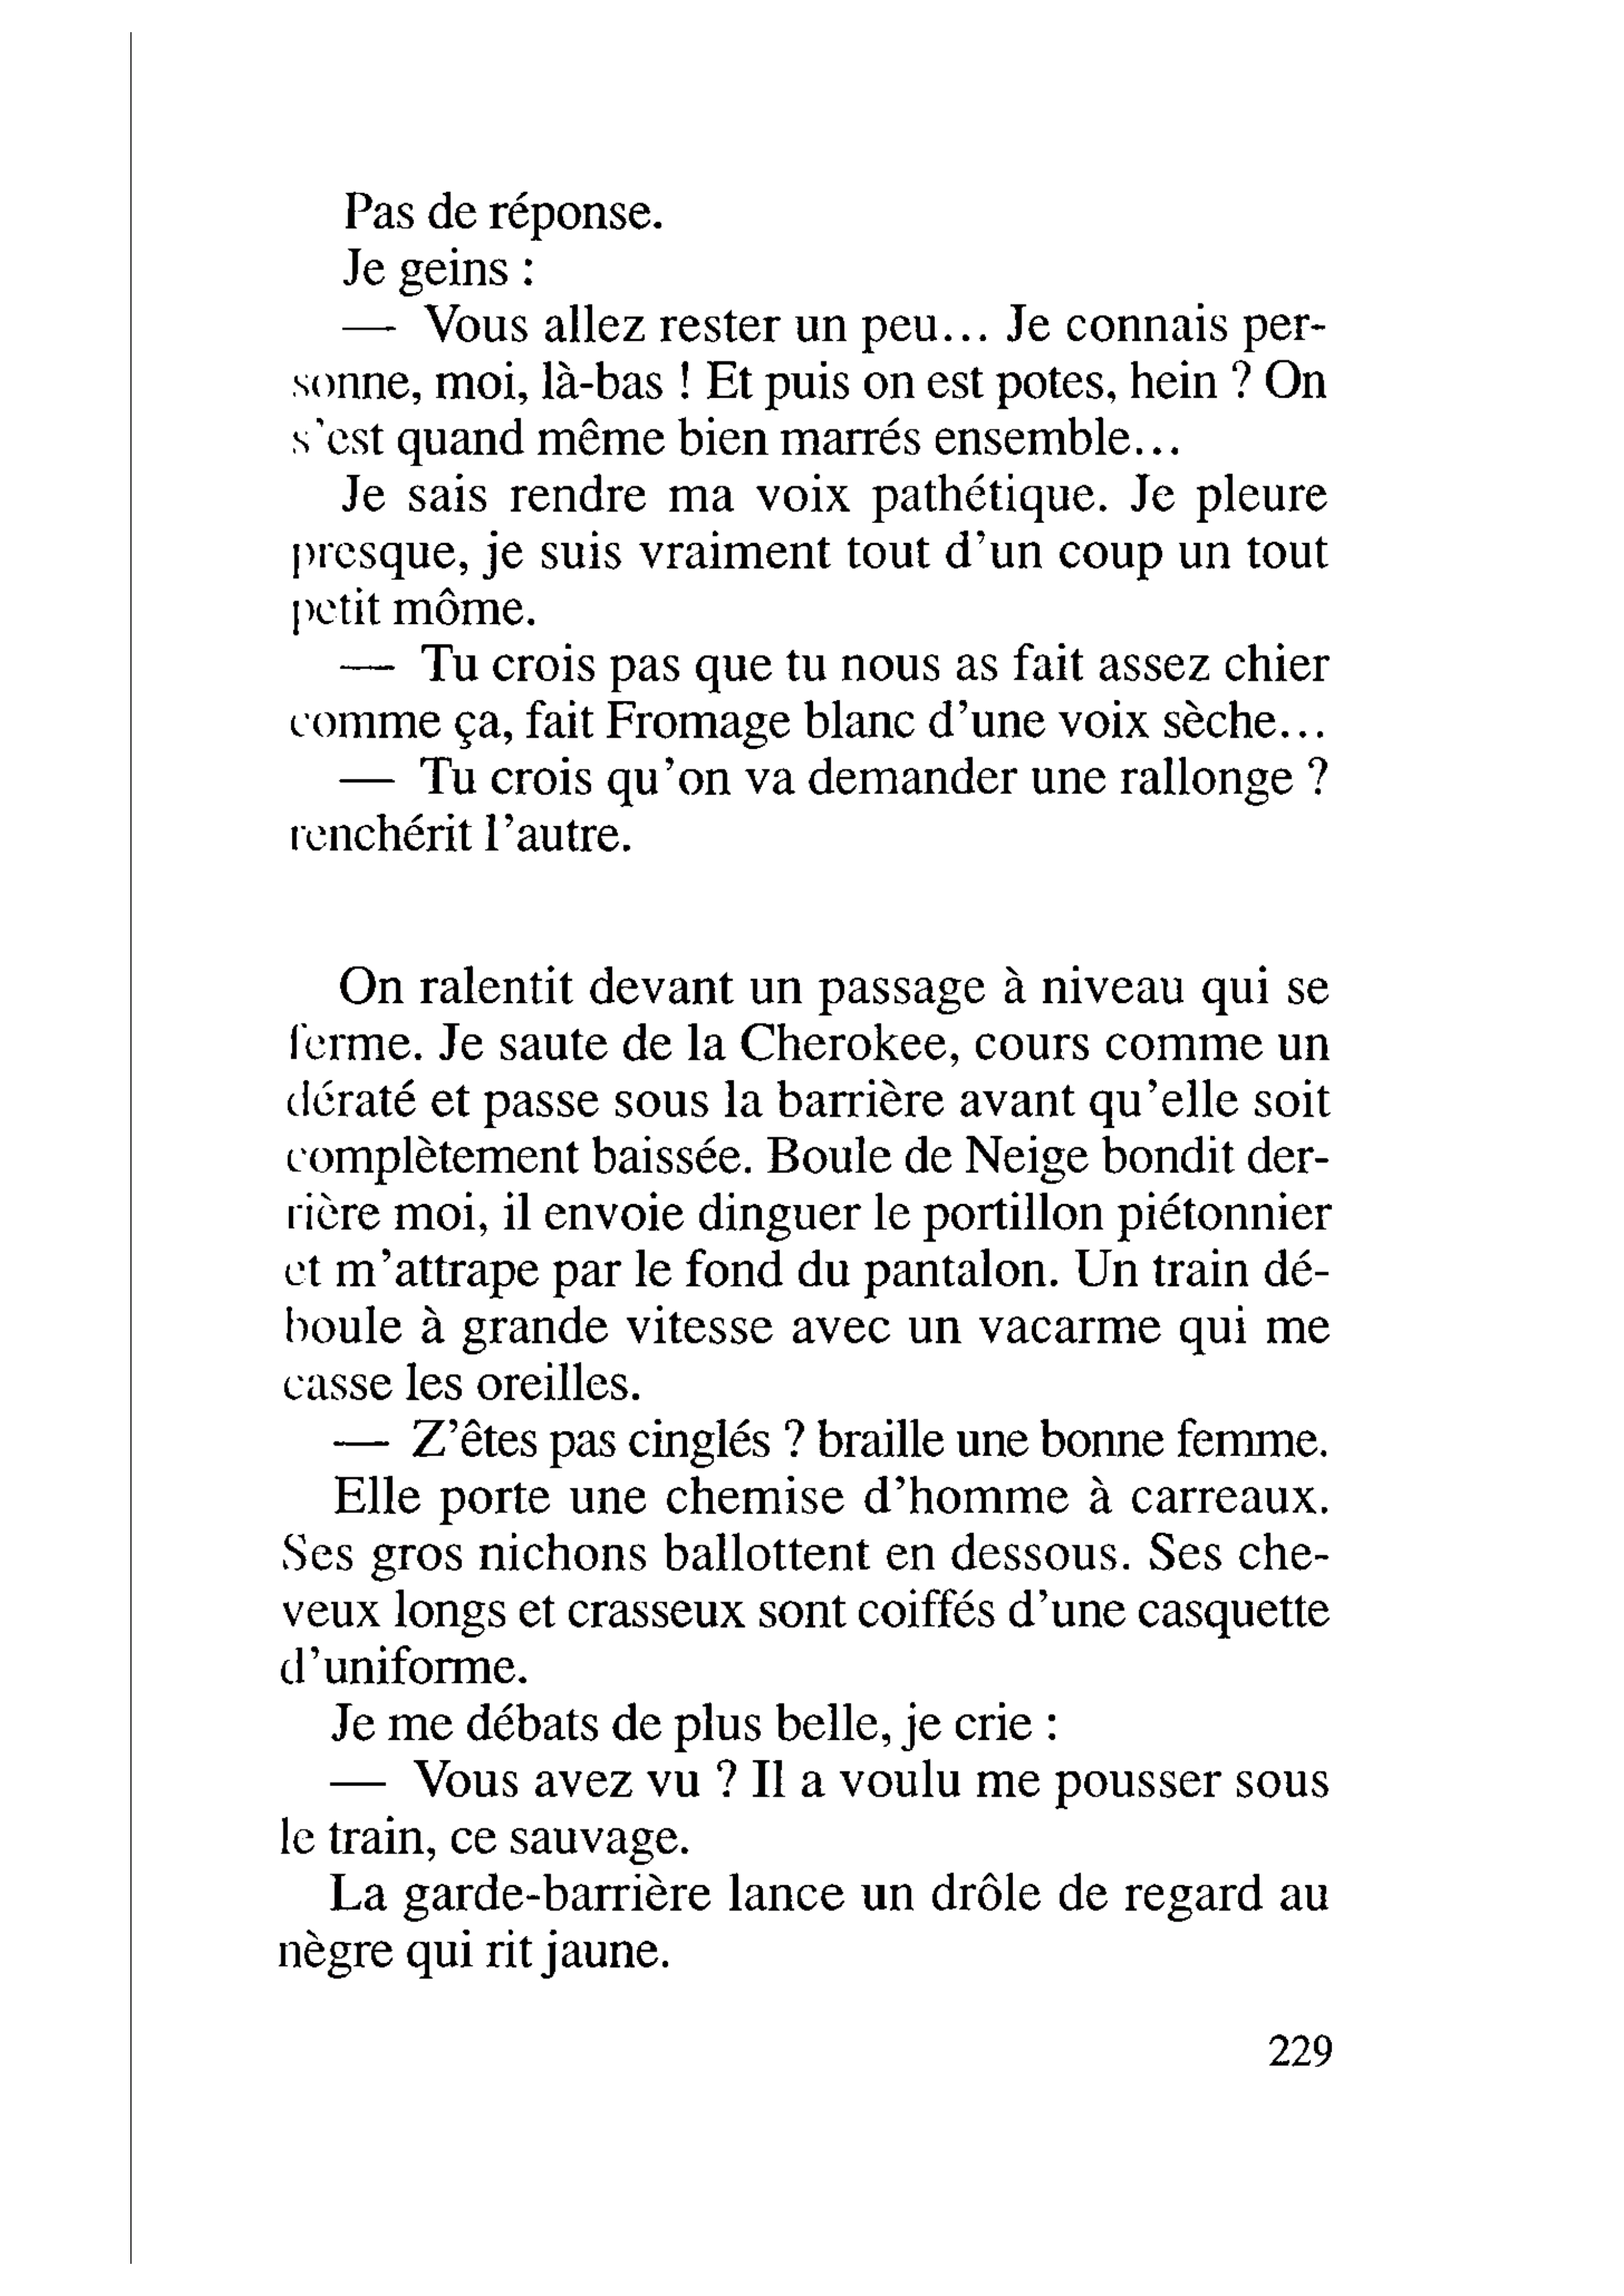 Pas de réponse.
Je geins :
— Vous allez rester un peu... Je connais per-
sonne, moi, là-bas ! Et puis on est potes, hein ? On
s'est quand même bien marrés ensemble...
Je sais rendre ma voix pathétique. Je pleure
presque, je suis vraiment tout d'un coup un tout
petit môme.
— Tu crois pas que tu nous as fait assez chier
comme ça, fait Fromage blanc d'une voix sèche...
— Tu crois qu'on va demander une rallonge ?
renchérit l'autre.
On ralentit devant un passage à niveau qui se
ferme. Je saute de la Cherokee, cours comme un
dératé et passe sous la barrière avant qu'elle soit
complètement baissée. Boule de Neige bondit der-
rière moi, il envoie dinguer le portillon piétonnier
et m'attrape par le fond du pantalon. Un train dé-
boule à grande vitesse avec un vacarme qui me
casse les oreilles.
— Z'êtes pas cinglés ? braille une bonne femme.
Elle porte une chemise d'homme à carreaux.
Ses gros nichons ballottent en dessous. Ses che-
veux longs et crasseux sont coiffés d'une casquette
d'uniforme.
Je me débats de plus belle, je crie :
— Vous avez vu ? Il a voulu me pousser sous
le train, ce sauvage.
La garde-barrière lance un drôle de regard au
nègre qui rit jaune.
229